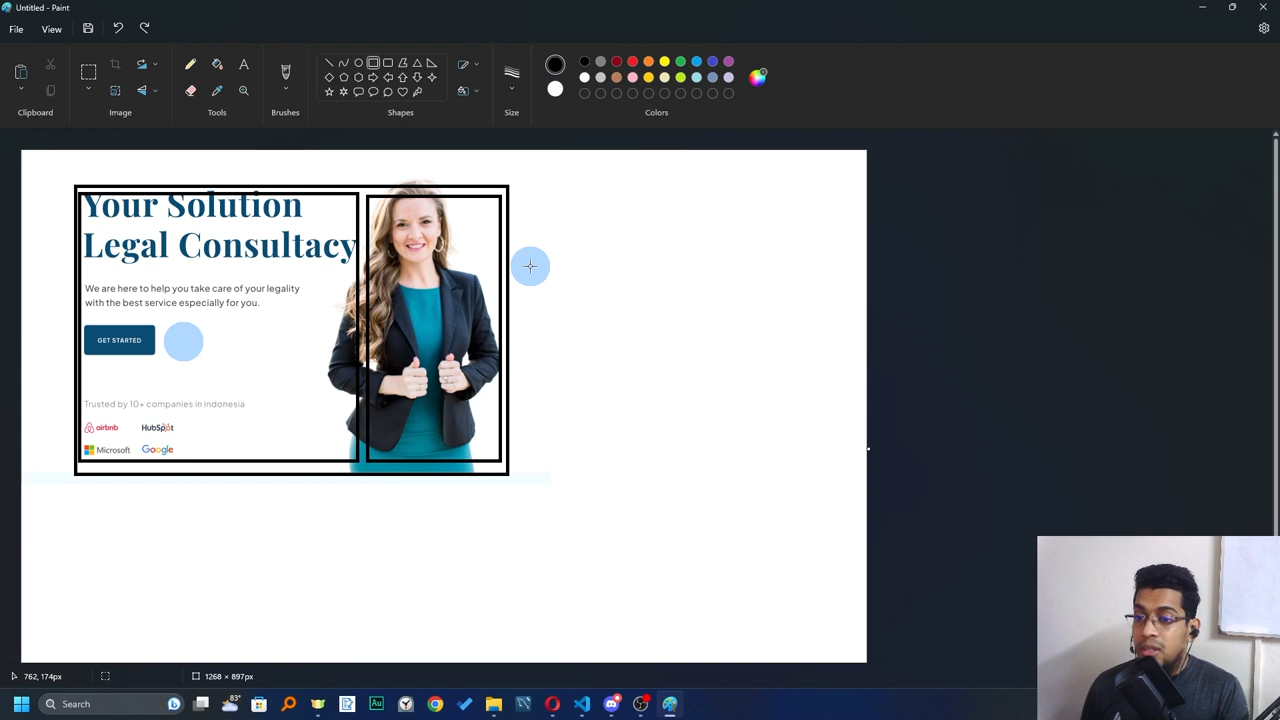 Untitled - Paint
File
View
Clipboard
Image
Tools
Brushes
Shapes
Size
Colors
Your Solution
Legal Consultacy
We are here to help you take care of your legality
with the best service especially for you.
GET STARTED
Trusted by 10+ companies in indonesia
airbnb
HubSpot
Microsoft
Google
762, 174px
1268 × 897px
Search
83°
Au